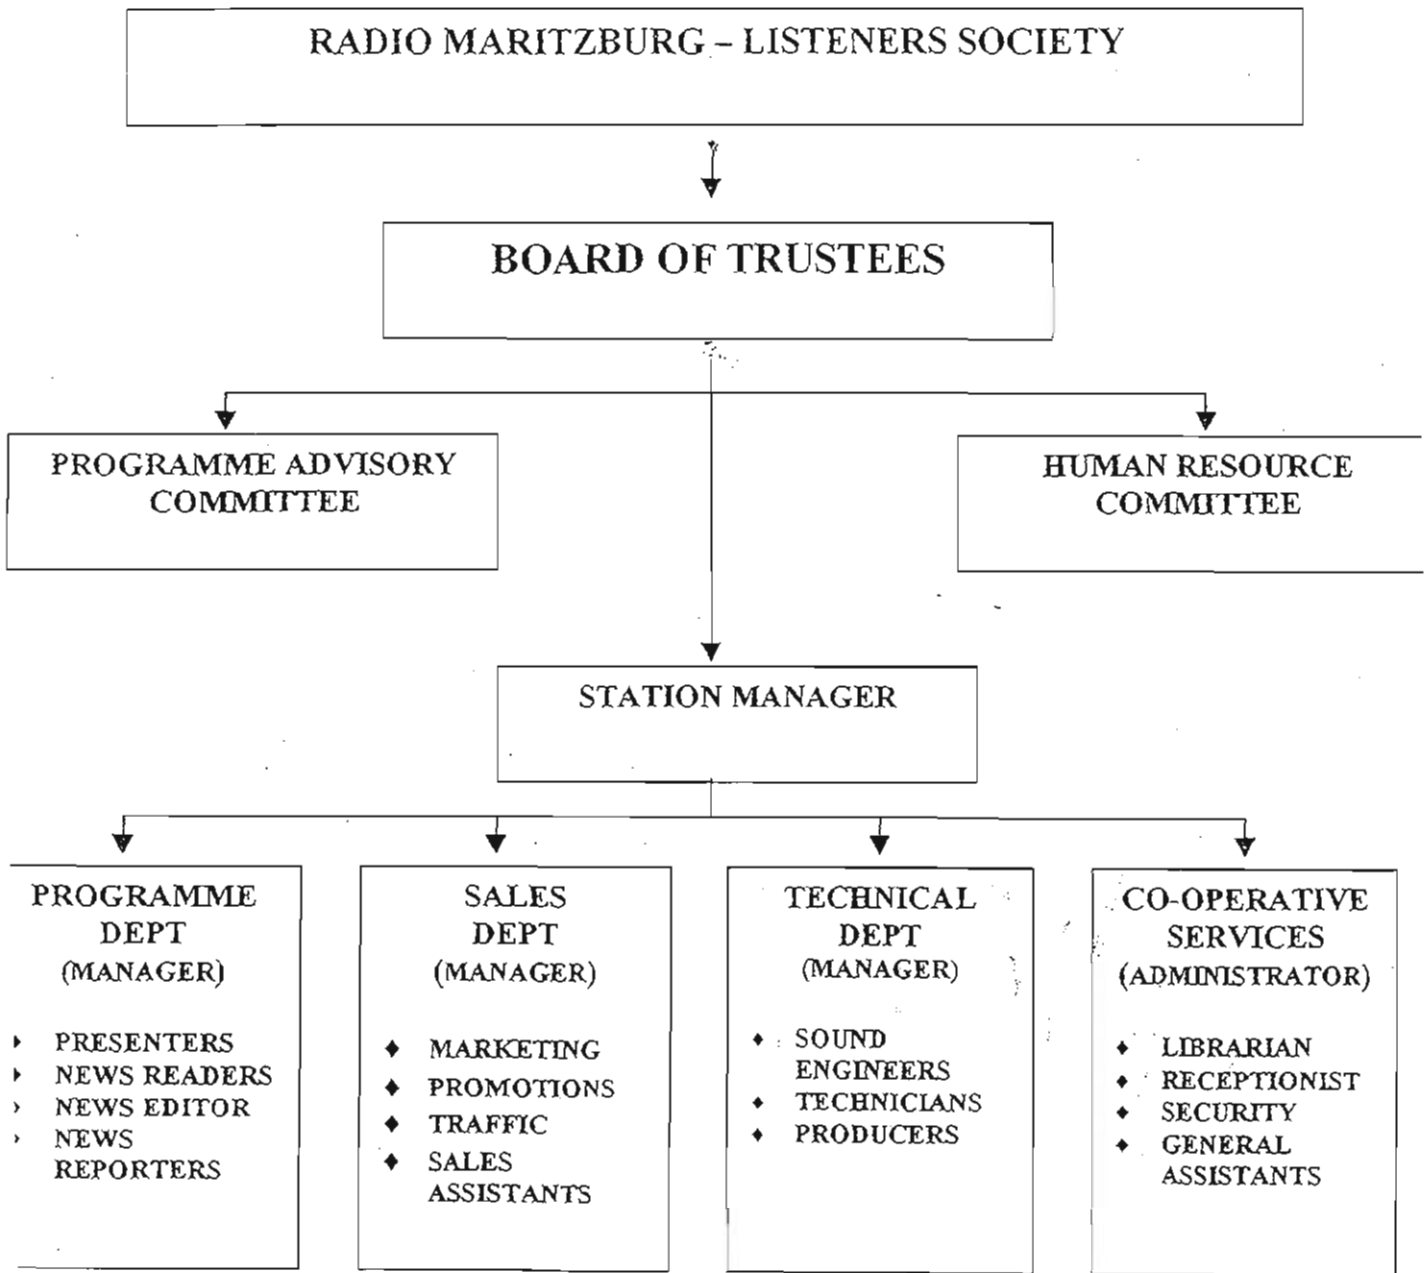 RADIO MARITZBURG – LISTENERS SOCIETY
BOARD OF TRUSTEES
PROGRAMME ADVISORY
COMMITTEE
HUMAN RESOURCE
COMMITTEE
STATION MANAGER
PROGRAMME
DEPT
(MANAGER)
PRESENTERS
NEWS READERS
NEWS EDITOR
NEWS
REPORTERS
SALES
DEPT
(MANAGER)
♦ MARKETING
♦ PROMOTIONS
♦ TRAFFIC
♦ SALES
ASSISTANTS
TECHNICAL
DEPT
(MANAGER)
♦ SOUND
ENGINEERS
♦ TECHNICIANS
♦ PRODUCERS
CO-OPERATIVE
SERVICES
(ADMINISTRATOR)
♦ LIBRARIAN
♦ RECEPTIONIST
♦ SECURITY
♦ GENERAL
ASSISTANTS